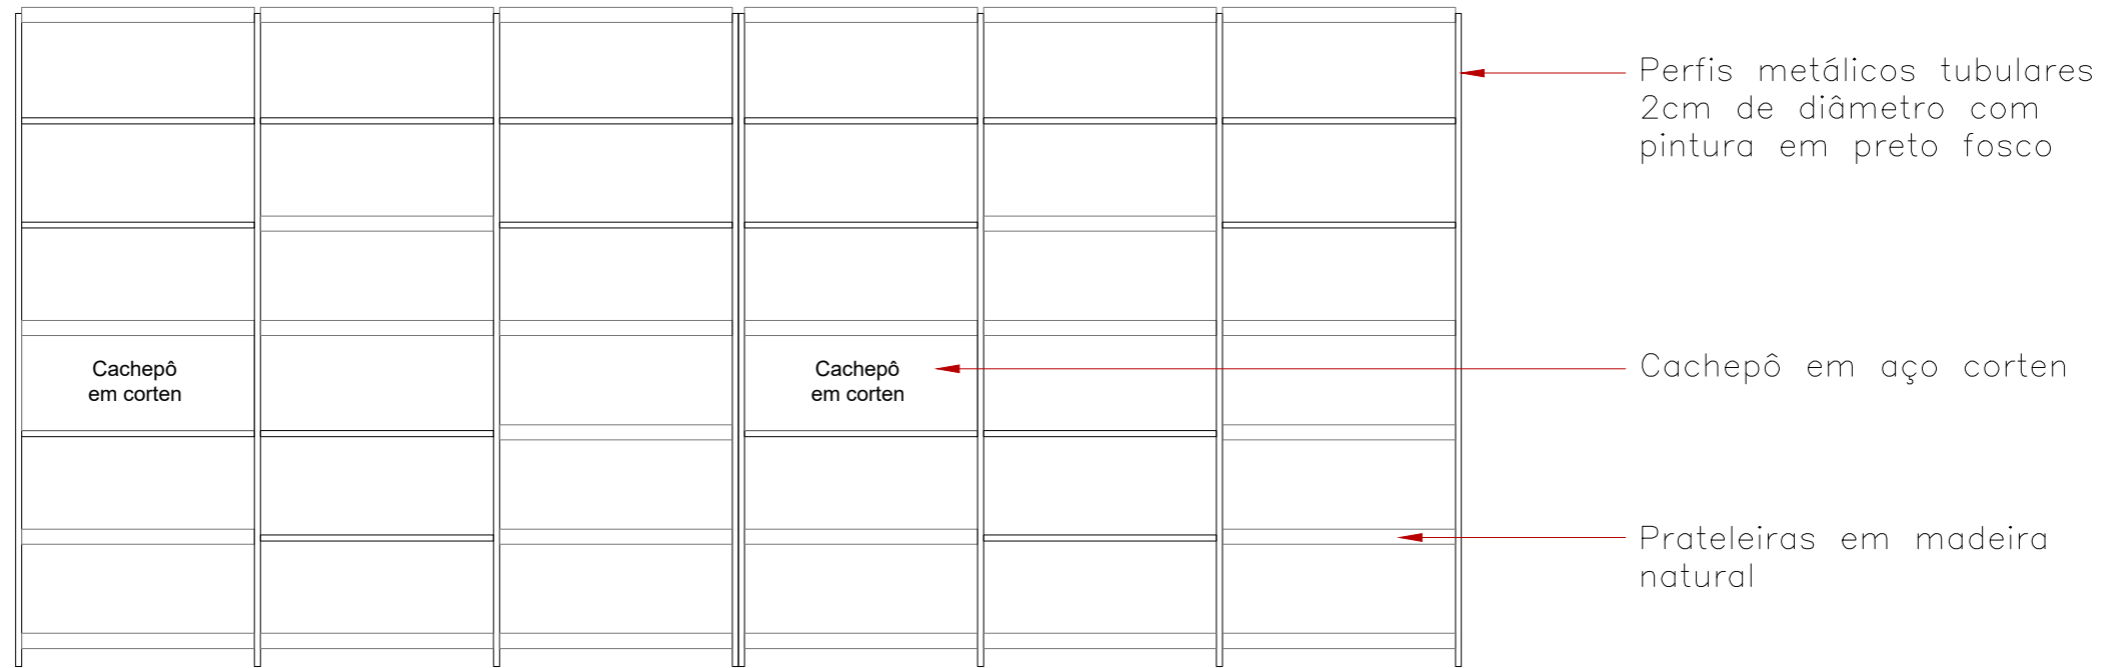 Perfis metálicos tubulares
2cm de diâmetro com
pintura em preto fosco
Cachepô
em corten
Cachepô
em corten
Cachepô em aço corten
Prateleiras em madeira
natural